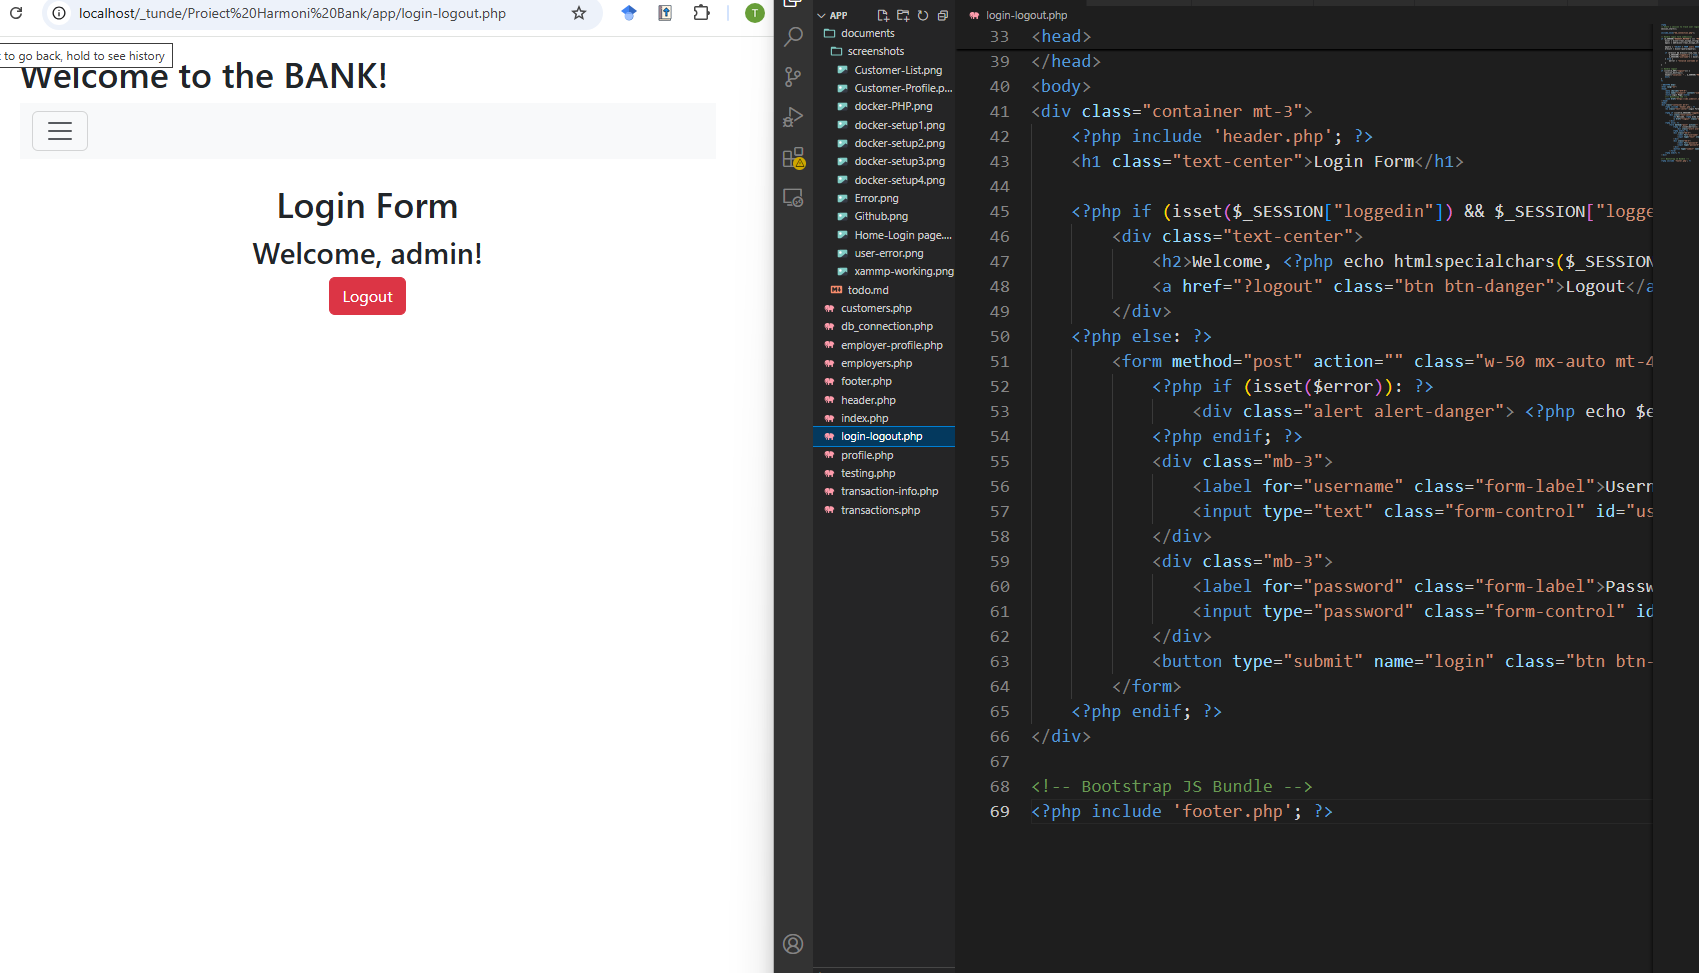 localhost/_tunde/Project%20Harmoni%20Bank/app/login-logout.php
T
to go back, hold to see history
Welcome to the BANK!
Login Form
Welcome, admin!
Logout
APP
documents
screenshots
Customer-List.png
Customer-Profile.p...
docker-PHP.png
docker-setup1.png
docker-setup2.png
docker-setup3.png
docker-setup4.png
Error.png
Github.png
Home-Login page....
user-error.png
xammp-working.png
todo.md
customers.php
db_connection.php
employer-profile.php
employers.php
footer.php
header.php
index.php
login-logout.php
profile.php
testing.php
transaction-info.php
transactions.php
login-logout.php
33 <head>
39 </head>
40 <body>
41 <div class="container mt-3">
42 <?php include 'header.php'; ?>
43 <h1 class="text-center">Login Form</h1>
44
45 <?php if (isset($_SESSION["loggedin"]) && $_SESSION["logge
46 <div class="text-center">
47 <h2>Welcome, <?php echo htmlspecialchars($_SESSION
48 <a href="?logout" class="btn btn-danger">Logout</a
49 </div>
50 <?php else: ?>
51 <form method="post" action="" class="w-50 mx-auto mt-4
52 <?php if (isset($error)): ?>
53 <div class="alert alert-danger"> <?php echo $e
54 <?php endif; ?>
55 <div class="mb-3">
56 <label for="username" class="form-label">Usern
57 <input type="text" class="form-control" id="us
58 </div>
59 <div class="mb-3">
60 <label for="password" class="form-label">Passw
61 <input type="password" class="form-control" id
62 </div>
63 <button type="submit" name="login" class="btn btn-
64 </form>
65 <?php endif; ?>
66 </div>
67
68 <!-- Bootstrap JS Bundle -->
69 <?php include 'footer.php'; ?>